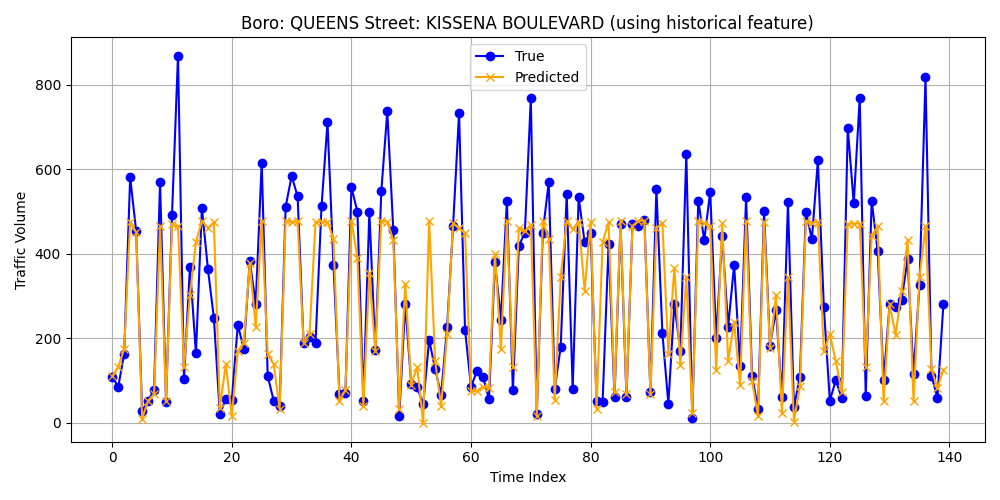 Boro: QUEENS Street: KISSENA BOULEVARD (using historical feature)
True
Predicted
Traffic Volume
800
600
400
200
0
0 20 40 60 80 100 120 140
Time Index